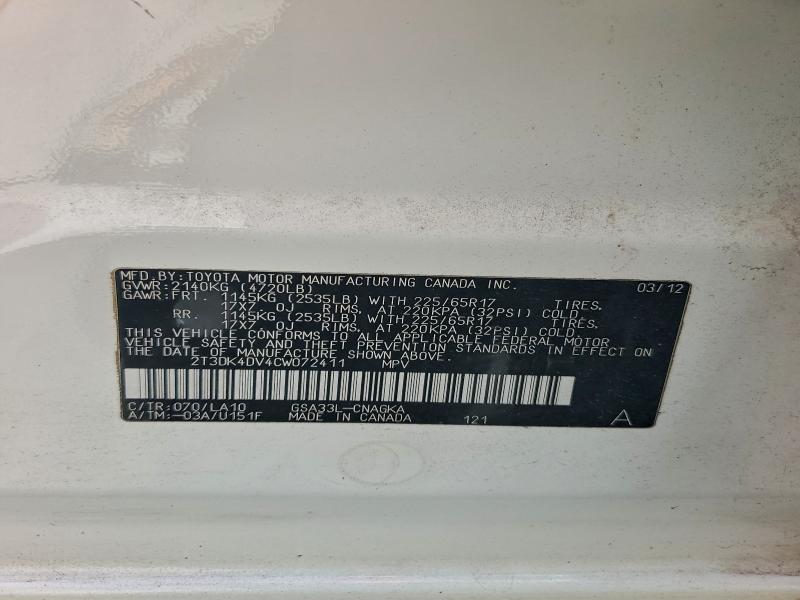 MFD.BY:TOYOTA MOTOR MANUFACTURING CANADA INC. 03/12
GVWR:2140KG (4720LB)
GAWR:FRT. 1145KG (2535LB) WITH 225/65R17 TIRES.
17X7 0J RIMS, AT 220KPA (32PSI) COLD
RR. 1145KG (2535LB) WITH 225/65R17 TIRES.
17X7 0J RIMS, AT 220KPA (32PSI) COLD
THIS VEHICLE CONFORMS TO ALL APPLICABLE FEDERAL MOTOR
VEHICLE SAFETY AND THEFT PREVENTION STANDARDS IN EFFECT ON
THE DATE OF MANUFACTURE SHOWN ABOVE.
2T3DK4DV4CW072411 MPV
C/TR:070/LA10 GSA33L-CNAGKA
A/TM:-03A/U151F MADE IN CANADA 121 A